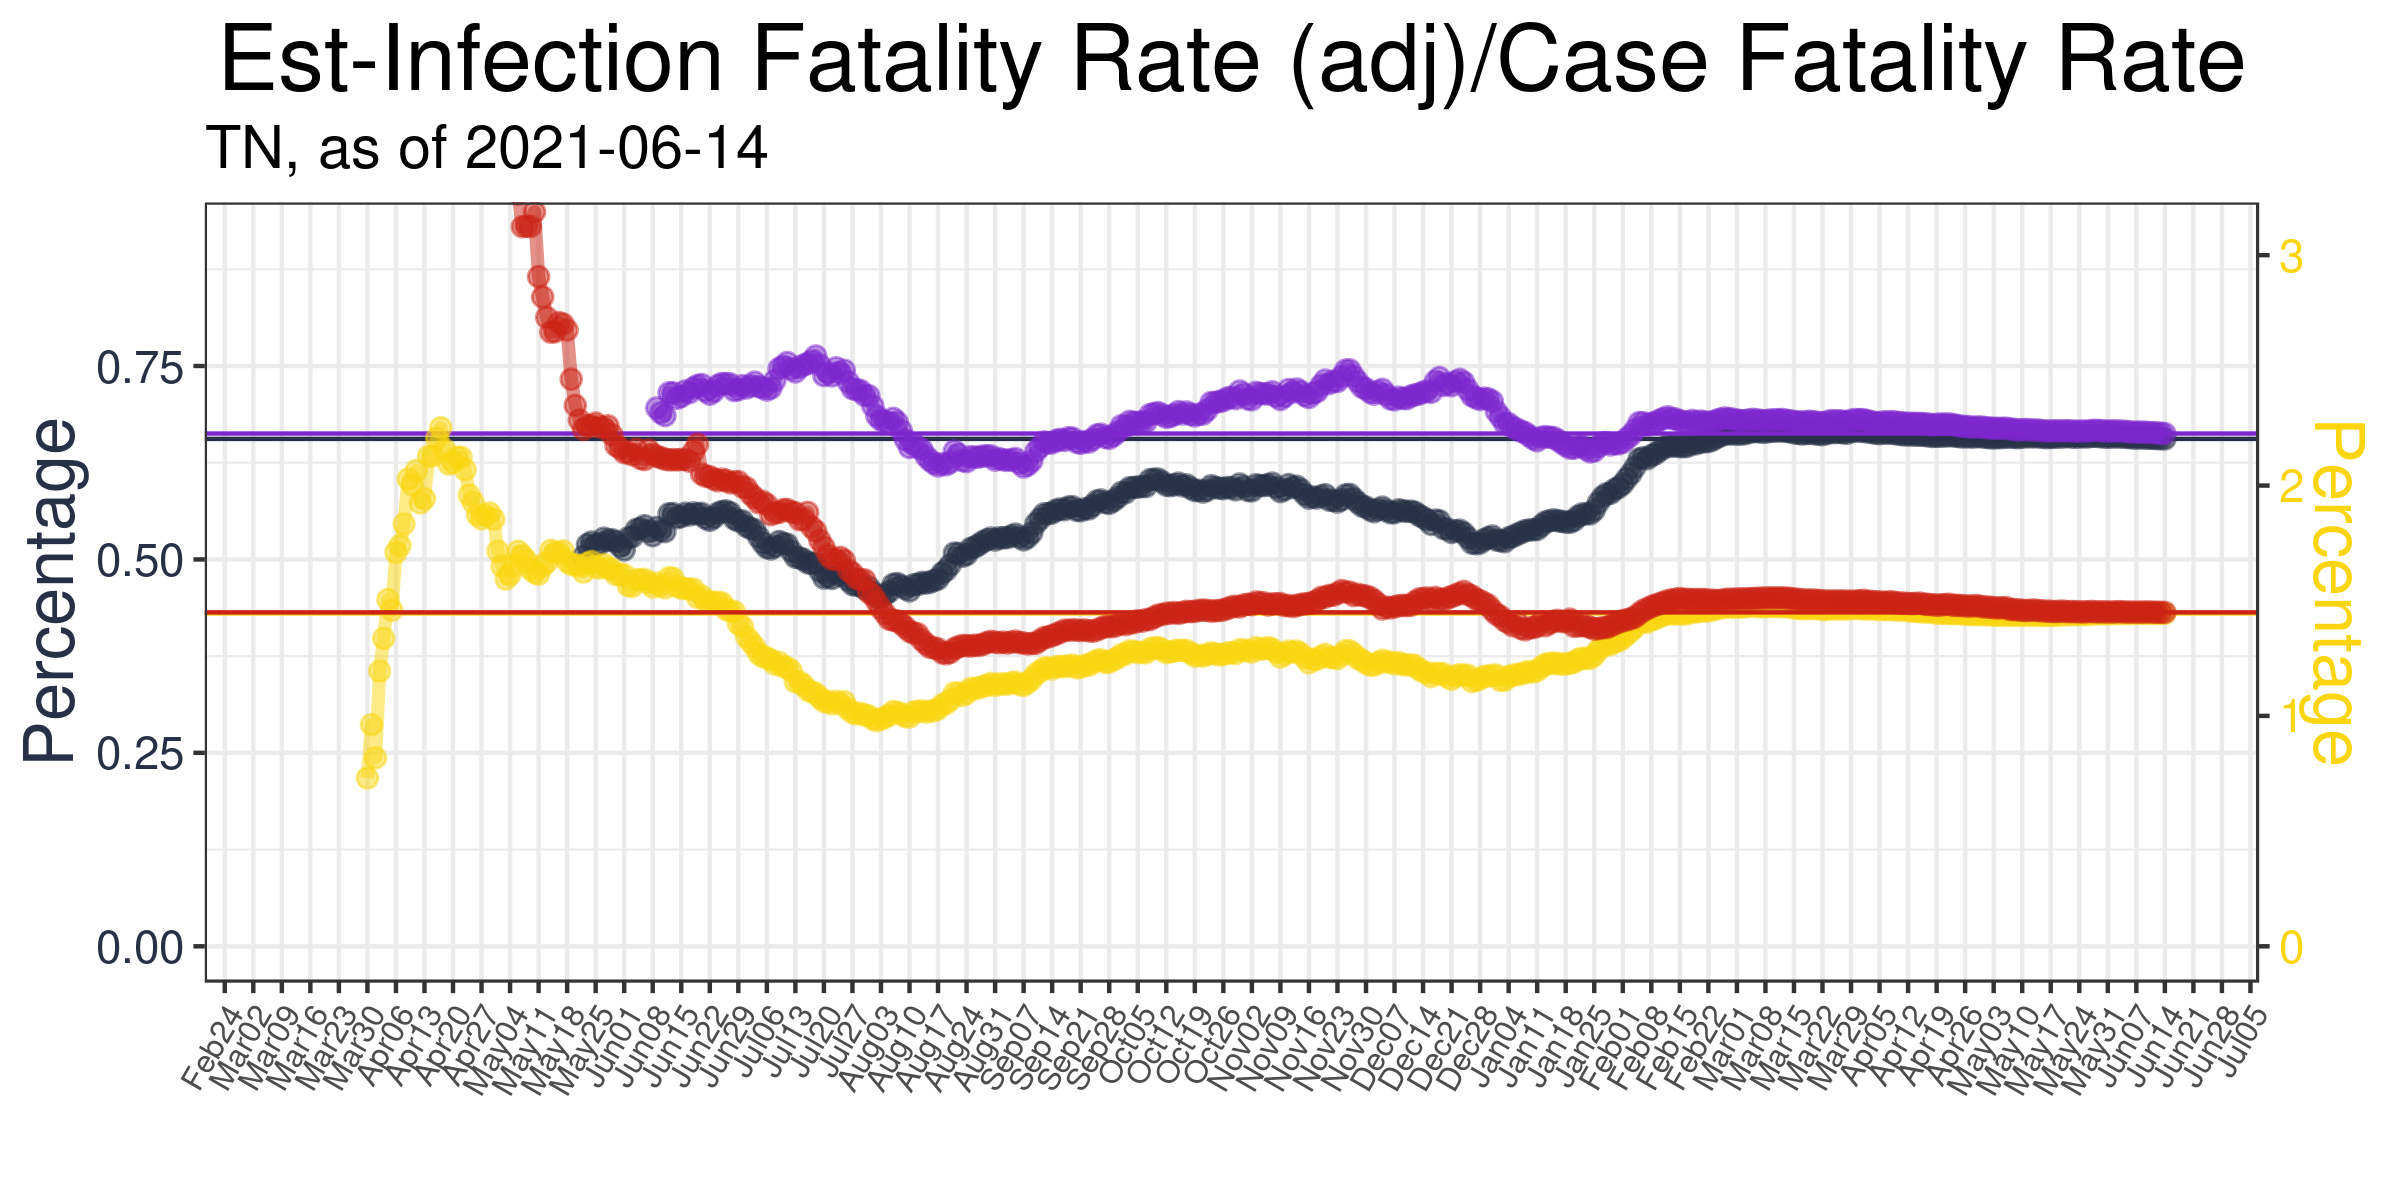 Est-Infection Fatality Rate (adj)/Case Fatality Rate
TN, as of 2021-06-14
Percentage
0.75
0.50
0.25
0.00
3
2
1
0
Percentage
Feb24
Mar02
Mar09
Mar16
Mar23
Mar30
Apr06
Apr13
Apr20
Apr27
May04
May11
May18
May25
Jun01
Jun08
Jun15
Jun22
Jun29
Jul06
Jul13
Jul20
Jul27
Aug03
Aug10
Aug17
Aug24
Aug31
Sep07
Sep14
Sep21
Sep28
Oct05
Oct12
Oct19
Oct26
Nov02
Nov09
Nov16
Nov23
Nov30
Dec07
Dec14
Dec21
Dec28
Jan04
Jan11
Jan18
Jan25
Feb01
Feb08
Feb15
Feb22
Mar01
Mar08
Mar15
Mar22
Mar29
Apr05
Apr12
Apr19
Apr26
May03
May10
May17
May24
May31
Jun07
Jun14
Jun21
Jun28
Jul05